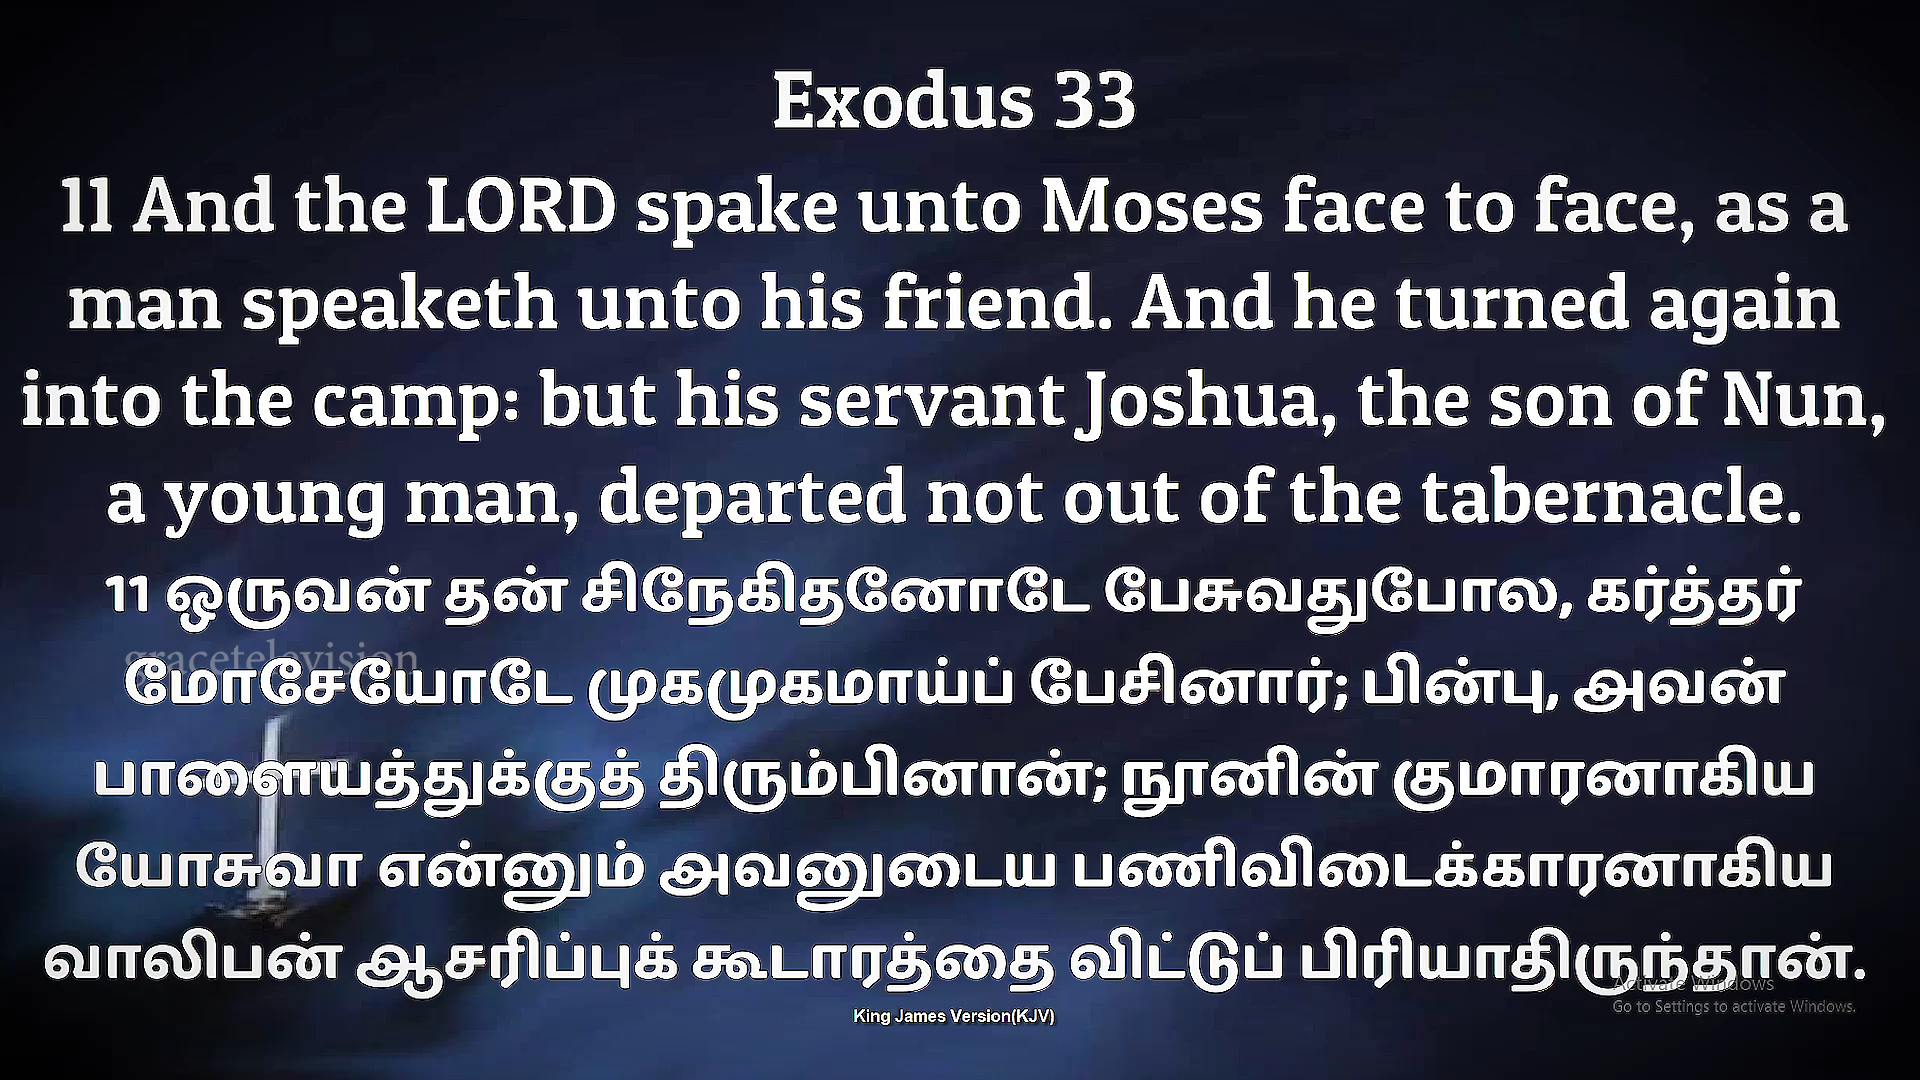 Exodus 33
11 And the LORD spake unto Moses face to face, as a
man speaketh unto his friend. And he turned again
into the camp: but his servant Joshua, the son of Nun,
a young man, departed not out of the tabernacle.
11 ஒருவன் தன் சிநேகிதனோடே பேசுவதுபோல, கர்த்தர்
gracetelevision
மோசேயோடே முகமுகமாய்ப் பேசினார்; பின்பு, அவன்
பாளையத்துக்குத் திரும்பினான்; நூனின் குமாரனாகிய
யோசுவா என்னும் அவனுடைய பணிவிடைக்காரனாகிய
வாலிபன் ஆசரிப்புக் கூடாரத்தை விட்டுப் பிரியாதிருந்தான்.
Activate Windows
Go to Settings to activate Windows.
King James Version(KJV)